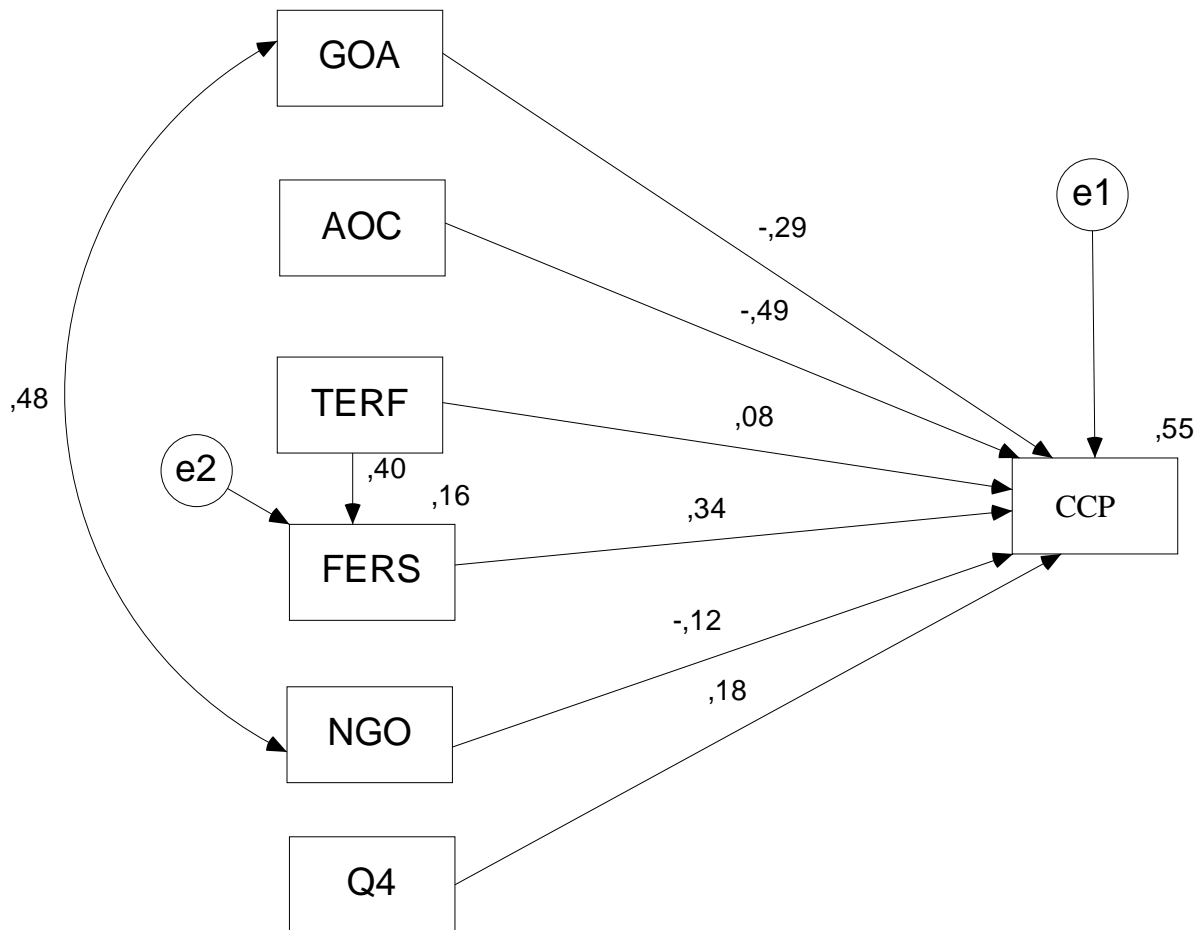 GOA
e1
AOC
-,29
-,49
TERF
,48
,08
,55
e2
,40
,16
,34
CCP
FERS
-,12
,18
NGO
Q4